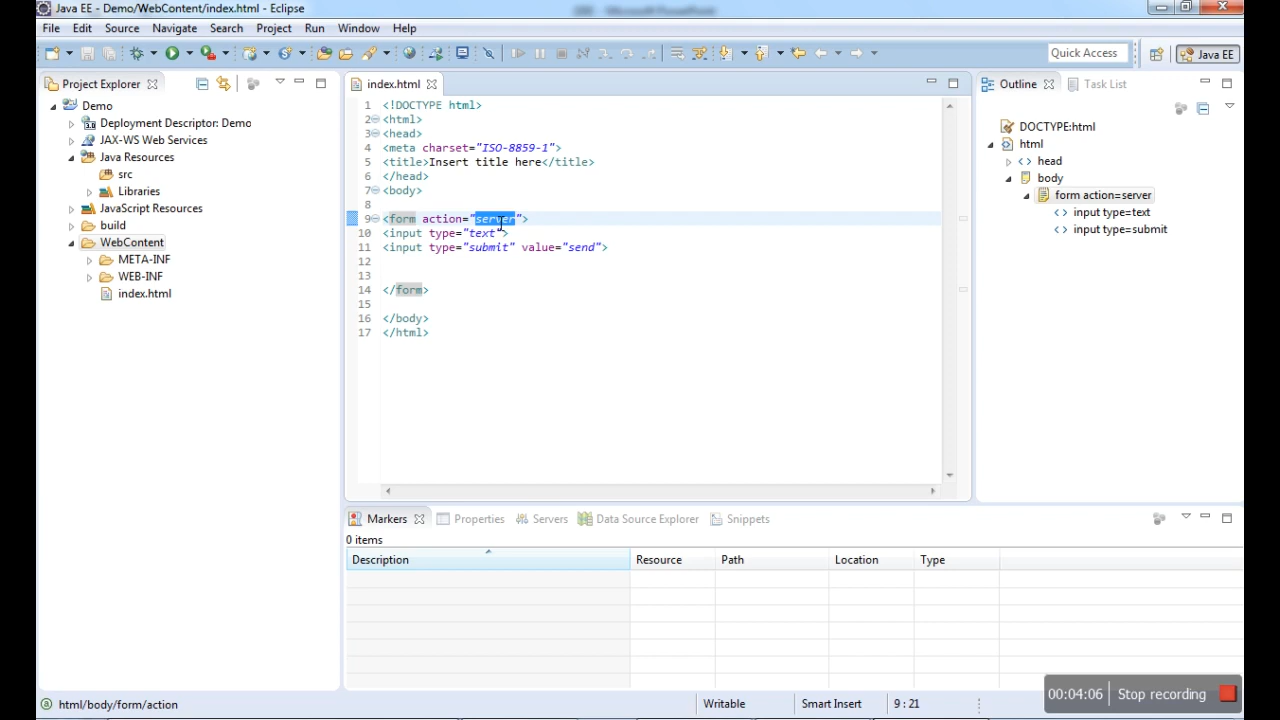 Java EE - Demo/WebContent/index.html - Eclipse
File Edit Source Navigate Search Project Run Window Help
Quick Access
Java EE
Project Explorer
Demo
Deployment Descriptor: Demo
JAX-WS Web Services
Java Resources
src
Libraries
JavaScript Resources
build
WebContent
META-INF
WEB-INF
index.html
index.html
1 <!DOCTYPE html>
2 <html>
3 <head>
4 <meta charset="ISO-8859-1">
5 <title>Insert title here</title>
6 </head>
7 <body>
8
9 <form action="server">
10 <input type="text">
11 <input type="submit" value="send">
12
13
14 </form>
15
16 </body>
17 </html>
Outline Task List
DOCTYPE:html
html
head
body
form action=server
input type=text
input type=submit
Markers Properties Servers Data Source Explorer Snippets
0 items
Description Resource Path Location Type
html/body/form/action
Writable Smart Insert 9 : 21
00:04:06 Stop recording